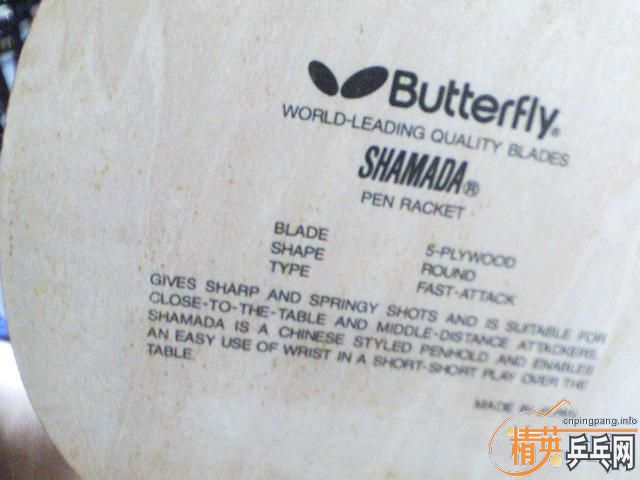 Butterfly®
WORLD-LEADING QUALITY BLADES
SHAMADA®
PEN RACKET
BLADE 5-PLYWOOD
SHAPE ROUND
TYPE FAST-ATTACK
GIVES SHARP AND SPRINGY SHOTS AND IS SUITABLE FOR
CLOSE-TO-THE-TABLE AND MIDDLE-DISTANCE ATTACKERS.
SHAMADA IS A CHINESE STYLED PENHOLD AND ENABLES
AN EASY USE OF WRIST IN A SHORT-SHORT PLAY OVER THE
TABLE.
MADE IN JAPAN
cnpingpang.info
精英乒乓网